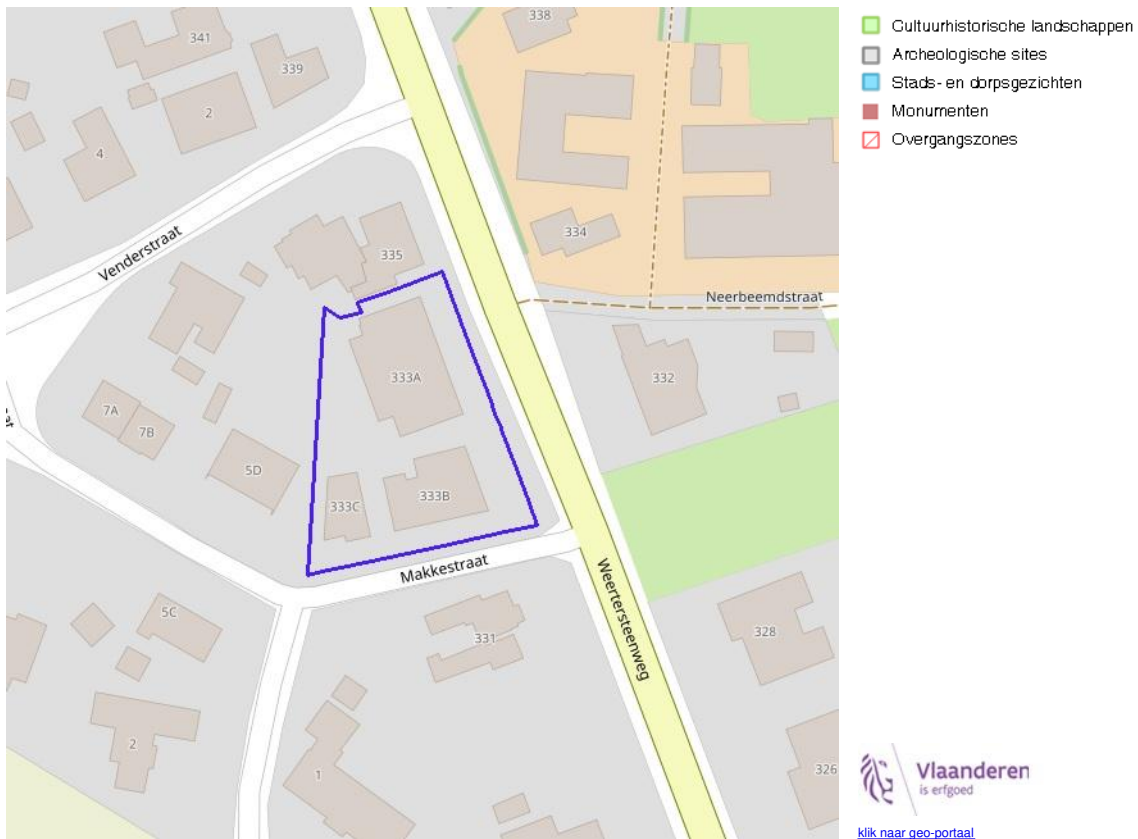 338
341
339
2
4
Venderstraat
335
334
Neerbeemdstraat
333A
332
7A
7B
5D
333C
333B
Makkestraat
Weertersteenweg
5C
331
328
2
1
326
Cultuurhistorische landschappen
Archeologische sites
Stads- en dorpsgezichten
Monumenten
Overgangszones
Vlaanderen
is erfgoed
klik naar geo-portaal